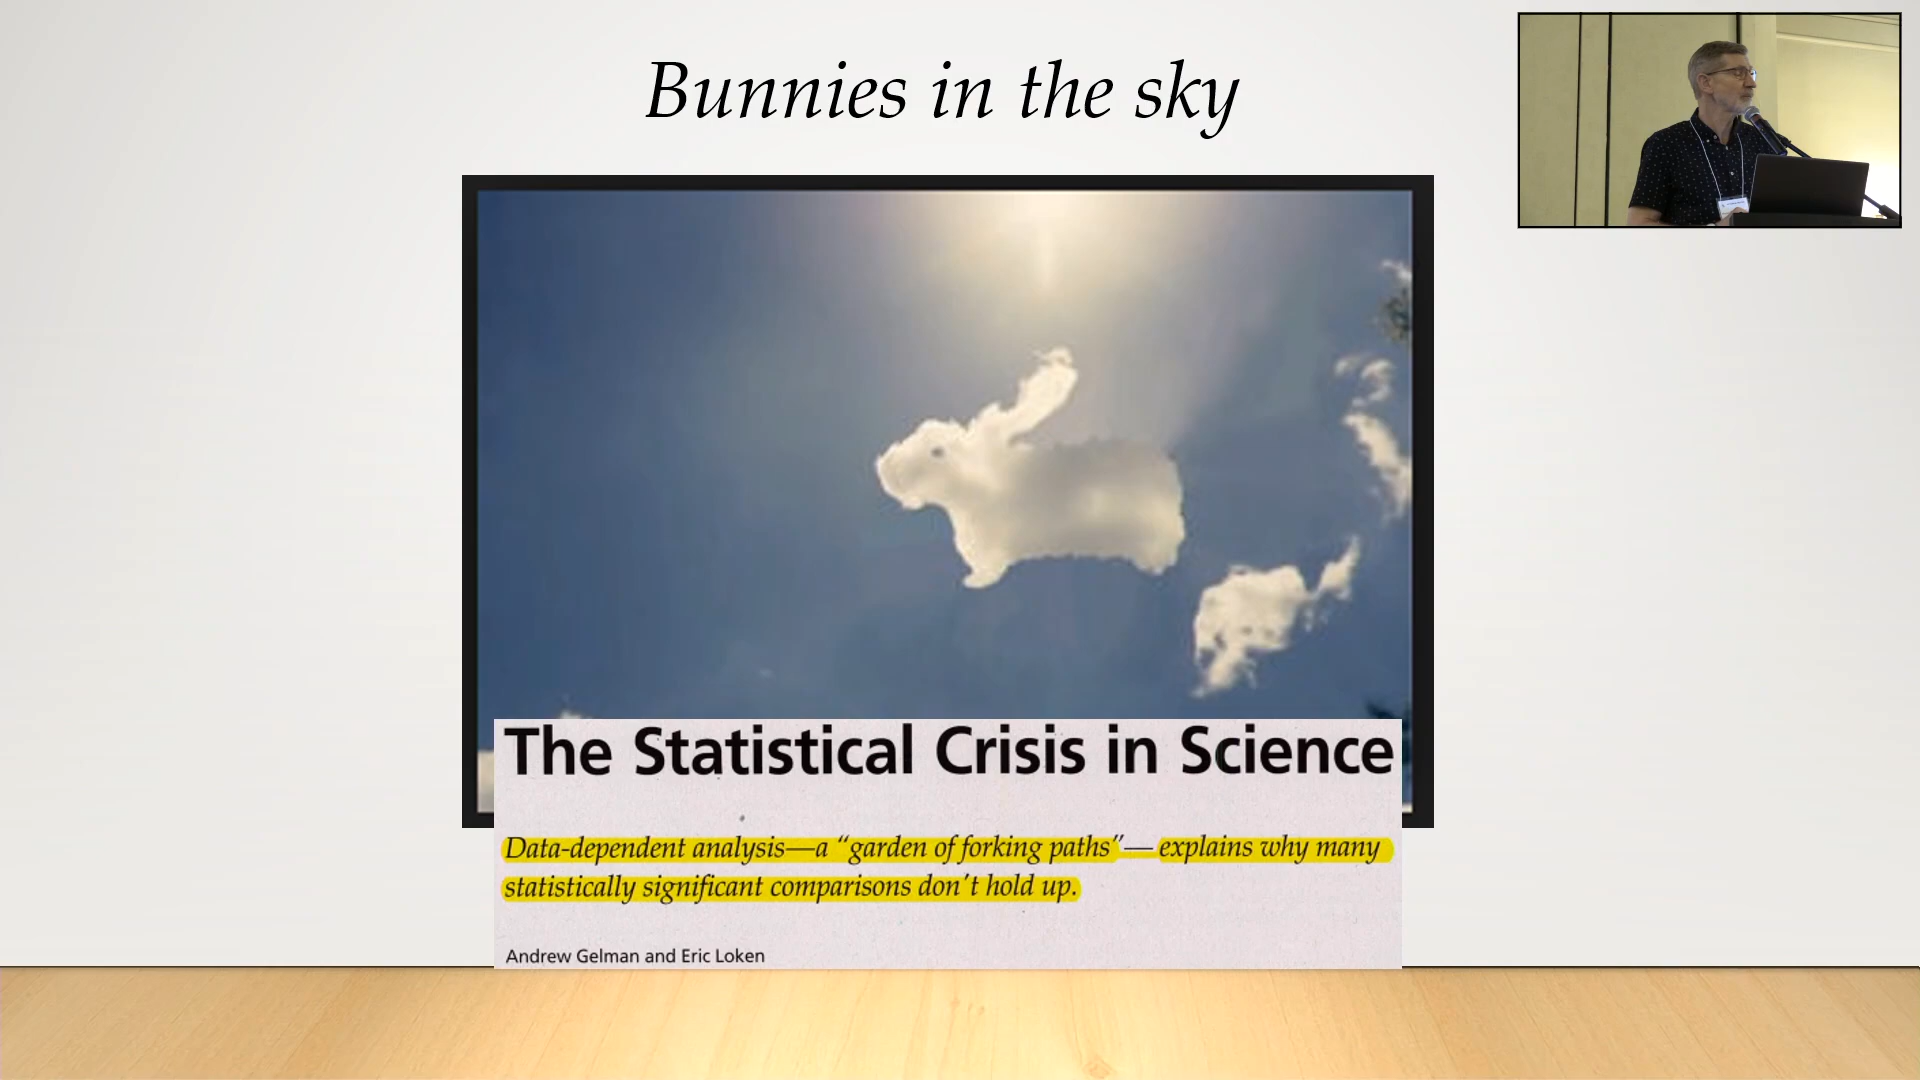 Bunnies in the sky
The Statistical Crisis in Science
Data-dependent analysis—a “garden of forking paths”— explains why many
statistically significant comparisons don’t hold up.
Andrew Gelman and Eric Loken